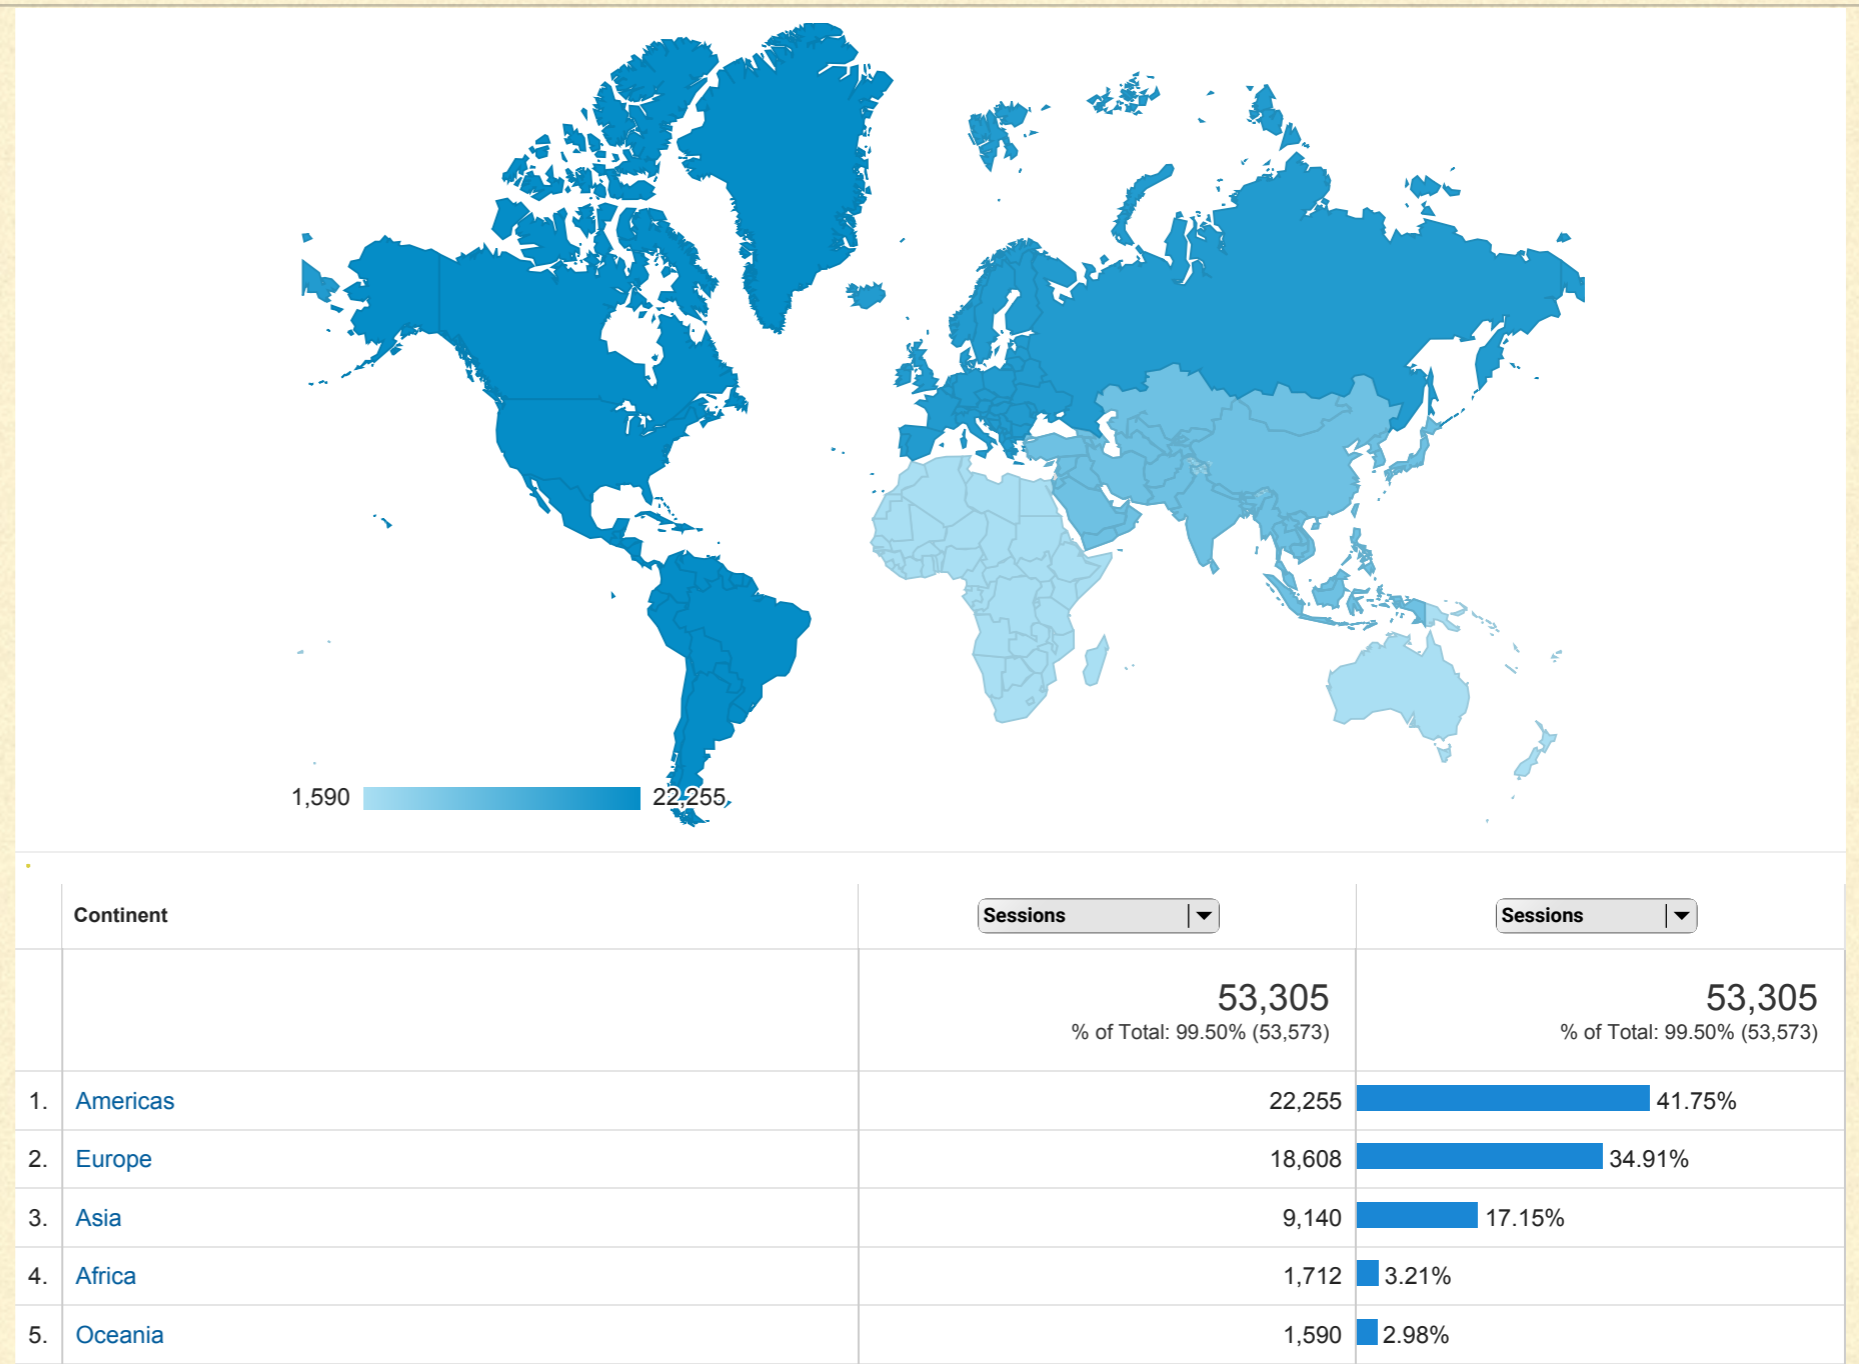 1,590 22,255
Continent Sessions Sessions
53,305 53,305
% of Total: 99.50% (53,573) % of Total: 99.50% (53,573)
1. Americas 22,255 41.75%
2. Europe 18,608 34.91%
3. Asia 9,140 17.15%
4. Africa 1,712 3.21%
5. Oceania 1,590 2.98%